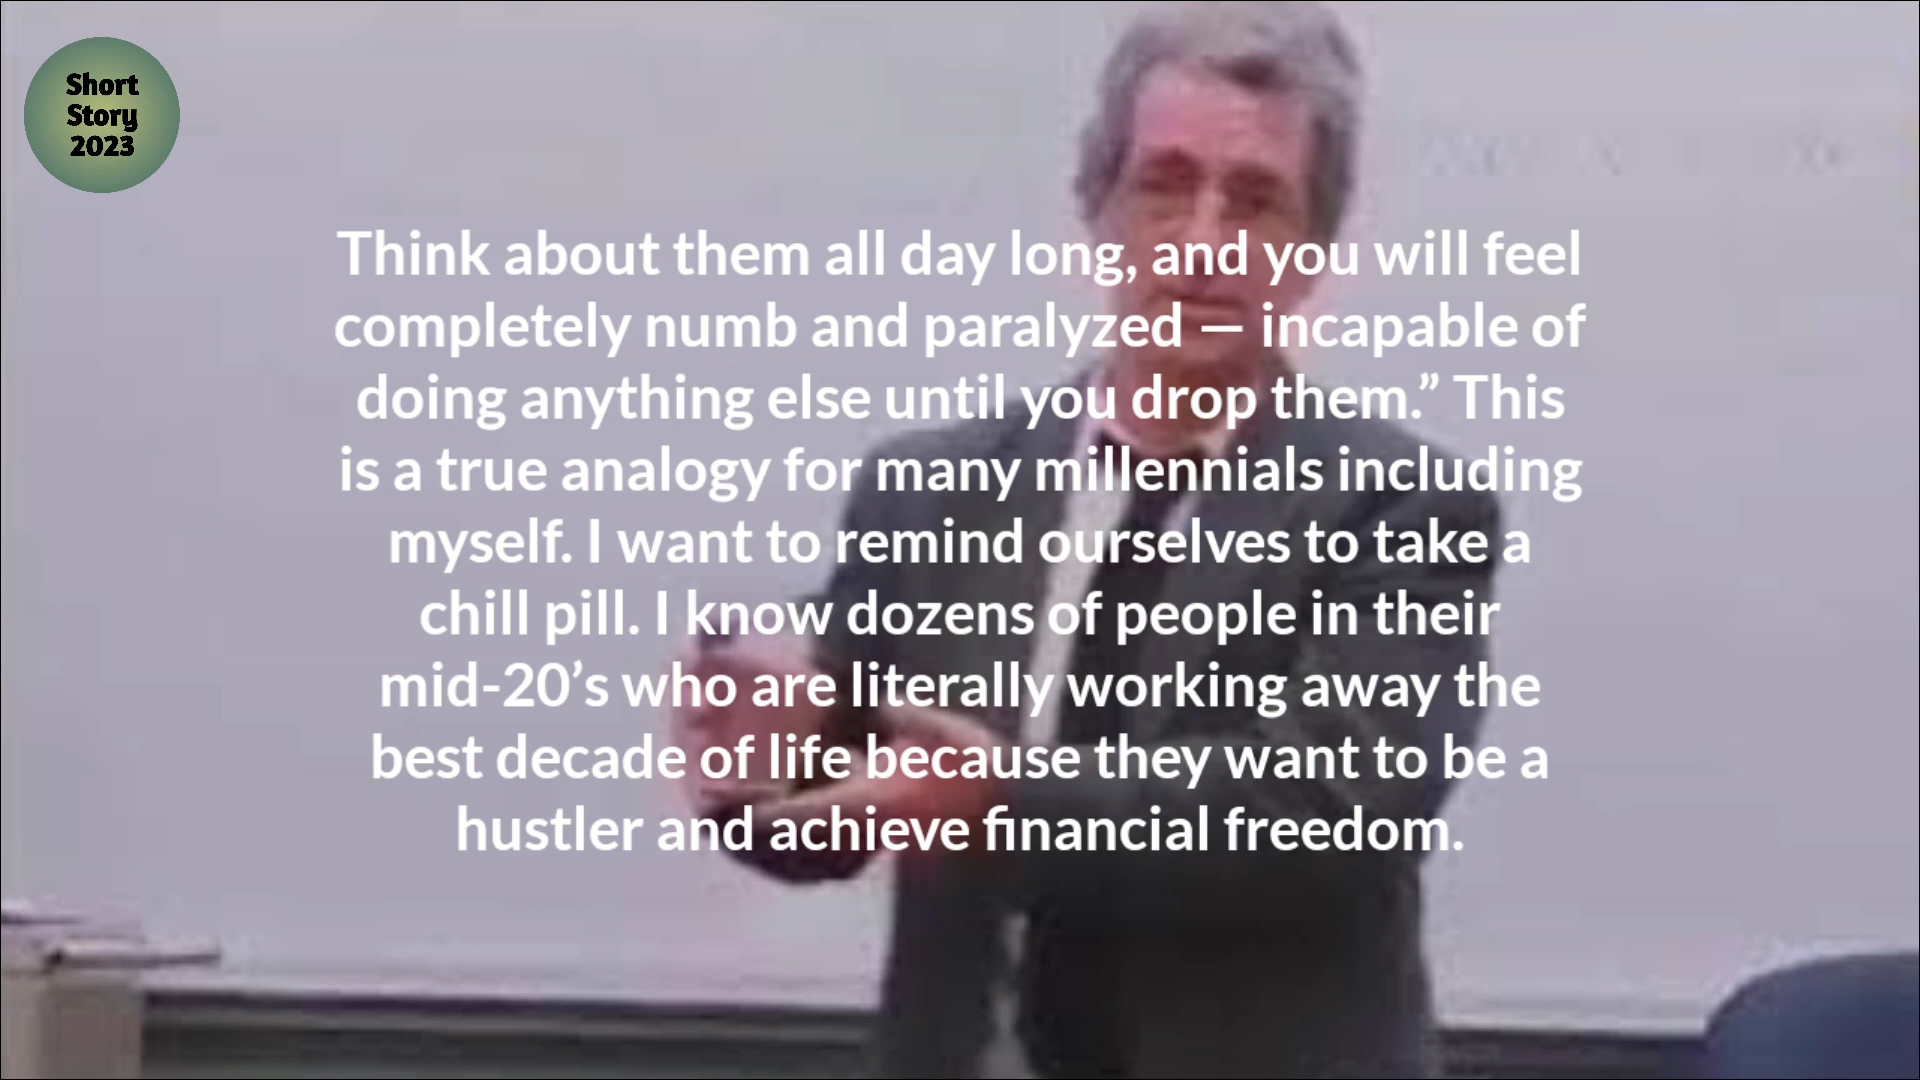 Short
Story
2023
Think about them all day long, and you will feel
completely numb and paralyzed — incapable of
doing anything else until you drop them.” This
is a true analogy for many millennials including
myself. I want to remind ourselves to take a
chill pill. I know dozens of people in their
mid-20’s who are literally working away the
best decade of life because they want to be a
hustler and achieve financial freedom.